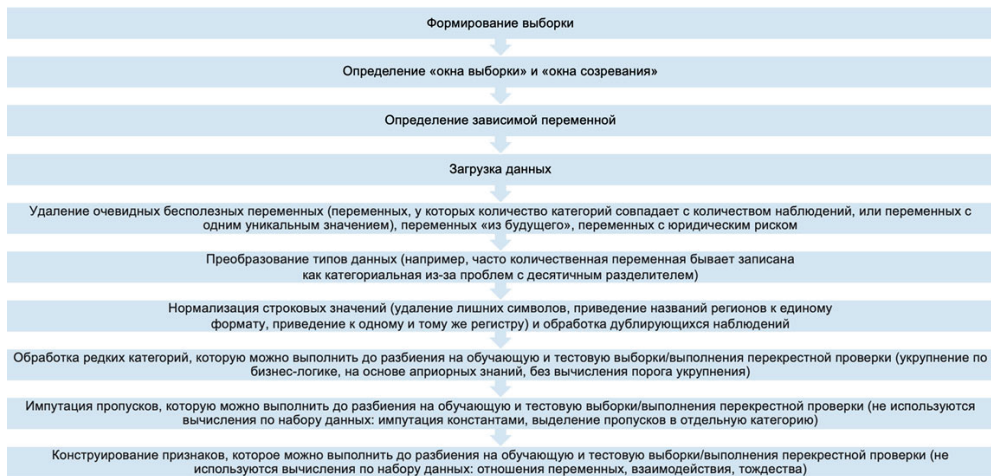 Формирование выборки
Определение «окна выборки» и «окна созревания»
Определение зависимой переменной
Загрузка данных
Удаление очевидных бесполезных переменных (переменных, у которых количество категорий совпадает с количеством наблюдений, или переменных с
одним уникальным значением), переменных «из будущего», переменных с юридическим риском
Преобразование типов данных (например, часто количественная переменная бывает записана
как категориальная из-за проблем с десятичным разделителем)
Нормализация строковых значений (удаление лишних символов, приведение названий регионов к единому
формату, приведение к одному и тому же регистру) и обработка дублирующихся наблюдений
Обработка редких категорий, которую можно выполнить до разбиения на обучающую и тестовую выборки/выполнения перекрестной проверки (укрупнение по
бизнес-логике, на основе априорных знаний, без вычисления порога укрупнения)
Импутация пропусков, которую можно выполнить до разбиения на обучающую и тестовую выборки/выполнения перекрестной проверки (не используются
вычисления по набору данных: импутация константами, выделение пропусков в отдельную категорию)
Конструирование признаков, которое можно выполнить до разбиения на обучающую и тестовую выборки/выполнения перекрестной проверки (не
используются вычисления по набору данных: отношения переменных, взаимодействия, тождества)